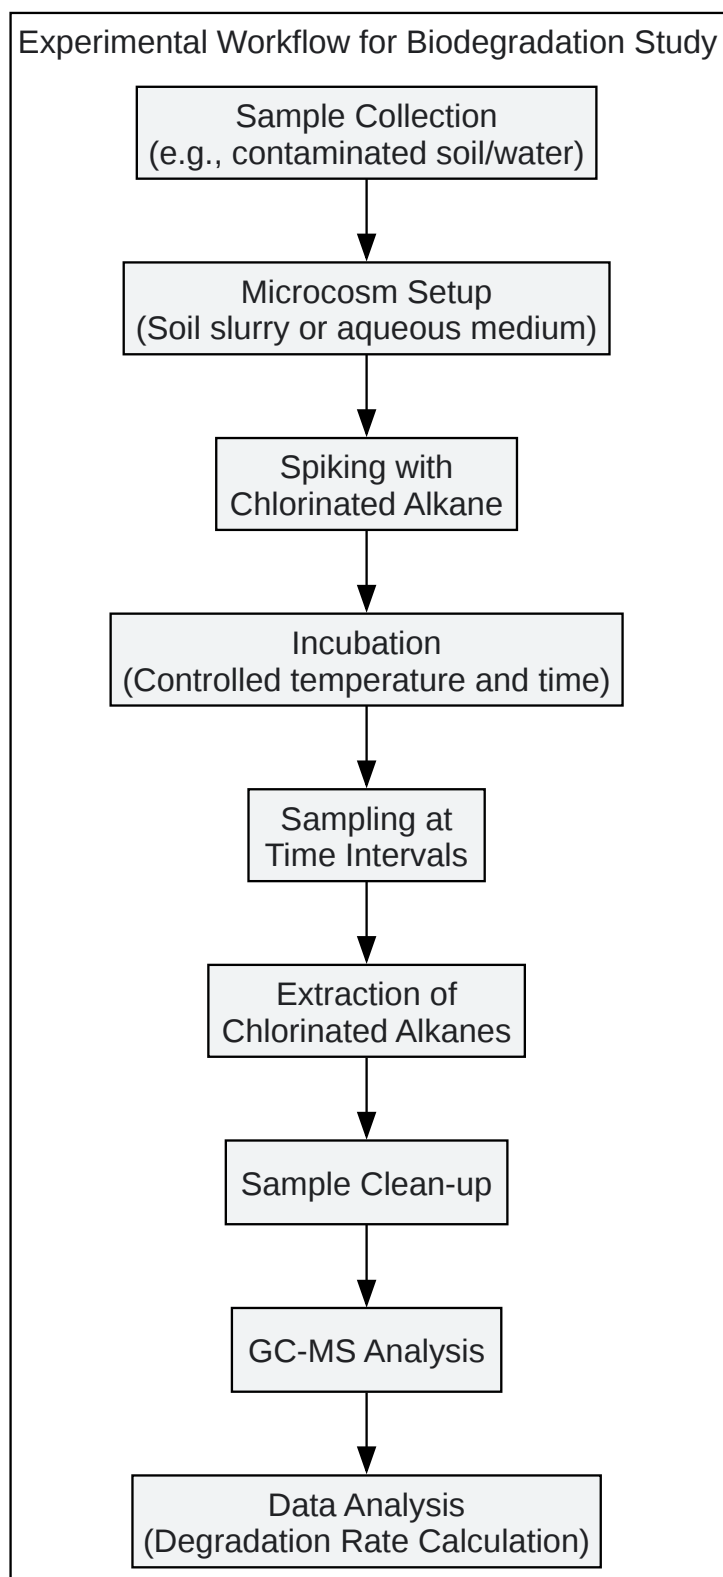 Experimental Workflow for Biodegradation Study
Sample Collection
(e.g., contaminated soil/water)
Microcosm Setup
(Soil slurry or aqueous medium)
Spiking with
Chlorinated Alkane
Incubation
(Controlled temperature and time)
Sampling at
Time Intervals
Extraction of
Chlorinated Alkanes
Sample Clean-up
GC-MS Analysis
Data Analysis
(Degradation Rate Calculation)